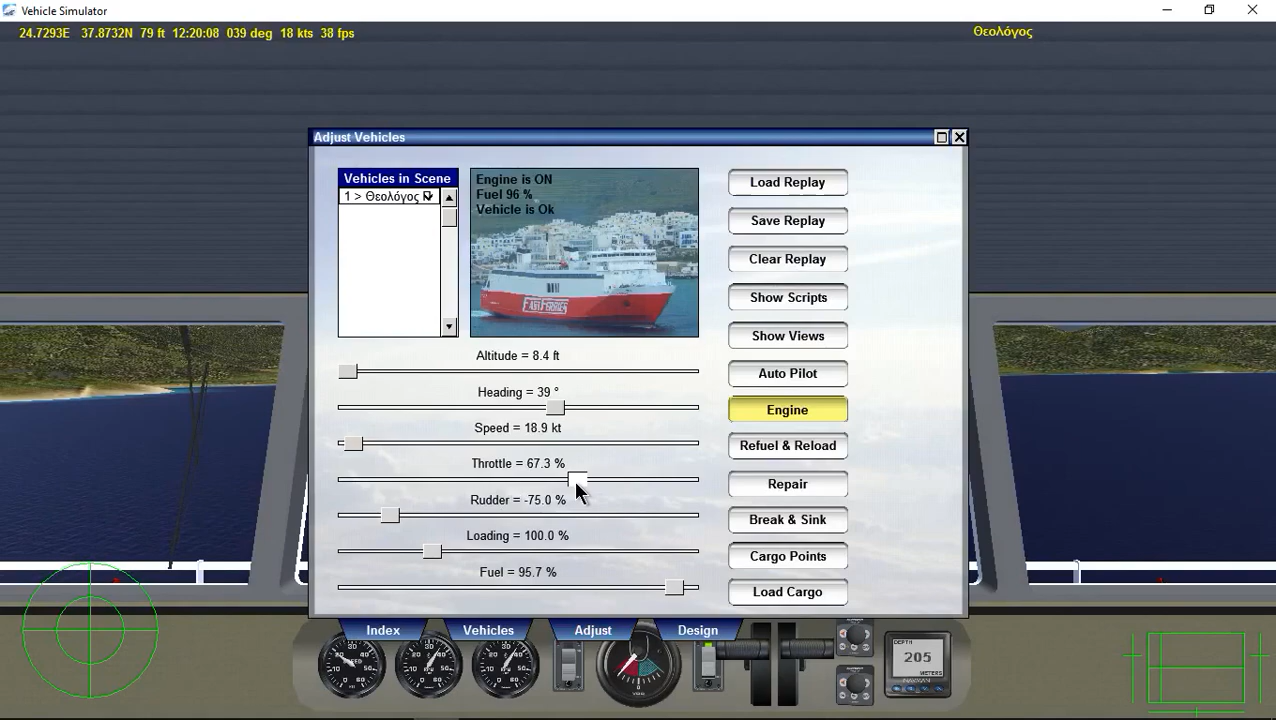 Vehicle Simulator
24.7293E 37.8732N 79 ft 12:20:08 039 deg 18 kts 38 fps
Θεολόγος
Adjust Vehicles
Vehicles in Scene
1 > Θεολόγος
Engine is ON
Fuel 96 %
Vehicle is Ok
FAST FERRIES
Altitude = 8.4 ft
Heading = 39 °
Speed = 18.9 kt
Throttle = 67.3 %
Rudder = -75.0 %
Loading = 100.0 %
Fuel = 95.7 %
Load Replay
Save Replay
Clear Replay
Show Scripts
Show Views
Auto Pilot
Engine
Refuel & Reload
Repair
Break & Sink
Cargo Points
Load Cargo
Index
Vehicles
Adjust
Design
DEPTH
205
METERS